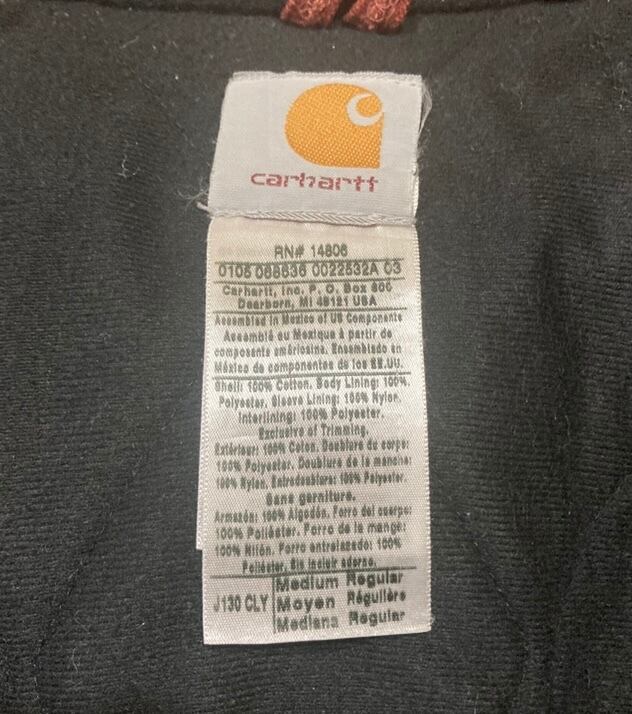 carhartt
RN# 14806
0105 088636 0022532A 03
Carhartt, Inc. P. O. Box 600
Dearborn, MI 48121 USA
Assembled in Mexico of US Components
Assemblé au Mexique à partir de
composants américains. Ensamblado en
México de componentes de los EE.UU.
Shell: 100% Cotton. Body Lining: 100%
Polyester, Sleeve Lining: 100% Nylon.
Interlining: 100% Polyester.
Exclusive of Trimming
Extérieur: 100% Coton. Doublure du corps:
100% Polyester. Doublure de la manche:
100% Nylon, Entredoublure: 100% Polyester.
Sans garniture.
Armazón: 100% Algodón, Forro del cuerpo:
100% Poliéster. Forro de la manga:
100% Nilón. Forro entrelazado: 100%
Poliéster, Sin incluir adorno.
J130 CLY
Medium Regular
Moyen Régulière
Mediana Regular